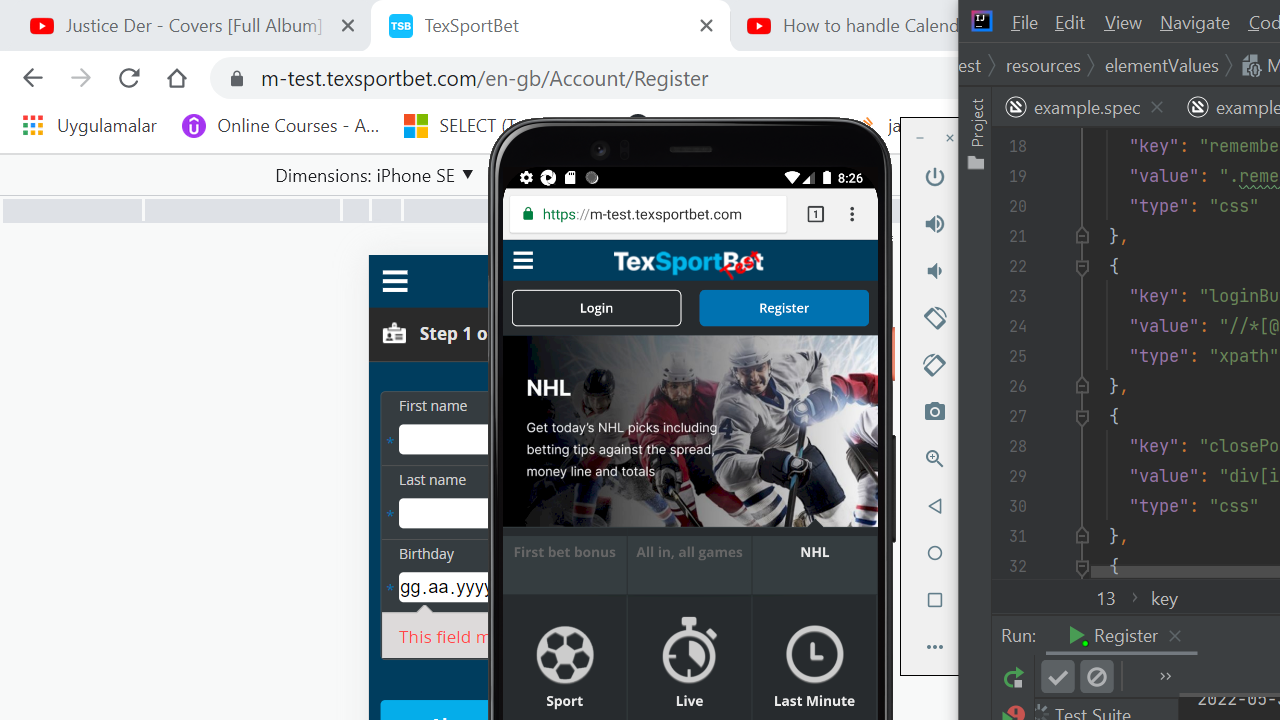 Justice Der - Covers [Full Album]
TSB TexSportBet
How to handle Calend
m-test.texsportbet.com/en-gb/Account/Register
Uygulamalar
Online Courses - A...
SELECT
ja
Dimensions: iPhone SE
Step 1 o
First name
*
Last name
*
Birthday
* gg.aa.yyyy
This field m
8:26
https://m-test.texsportbet.com
1
TexSportBet
Test
Login
Register
NHL
Get today's NHL picks including
betting tips against the spread,
money line and totals
First bet bonus
All in, all games
NHL
Sport
Live
Last Minute
IJ File Edit View Navigate Cod
est resources elementValues M
Project
example.spec
example
18 "key": "remembe
19 "value": ".reme
20 "type": "css"
21 },
22 {
23 "key": "loginBu
24 "value": "//*[@
25 "type": "xpath"
26 },
27 {
28 "key": "closePo
29 "value": "div[i
30 "type": "css"
31 },
32 {
13 key
Run: Register
>>
Test Suite
2022-05-